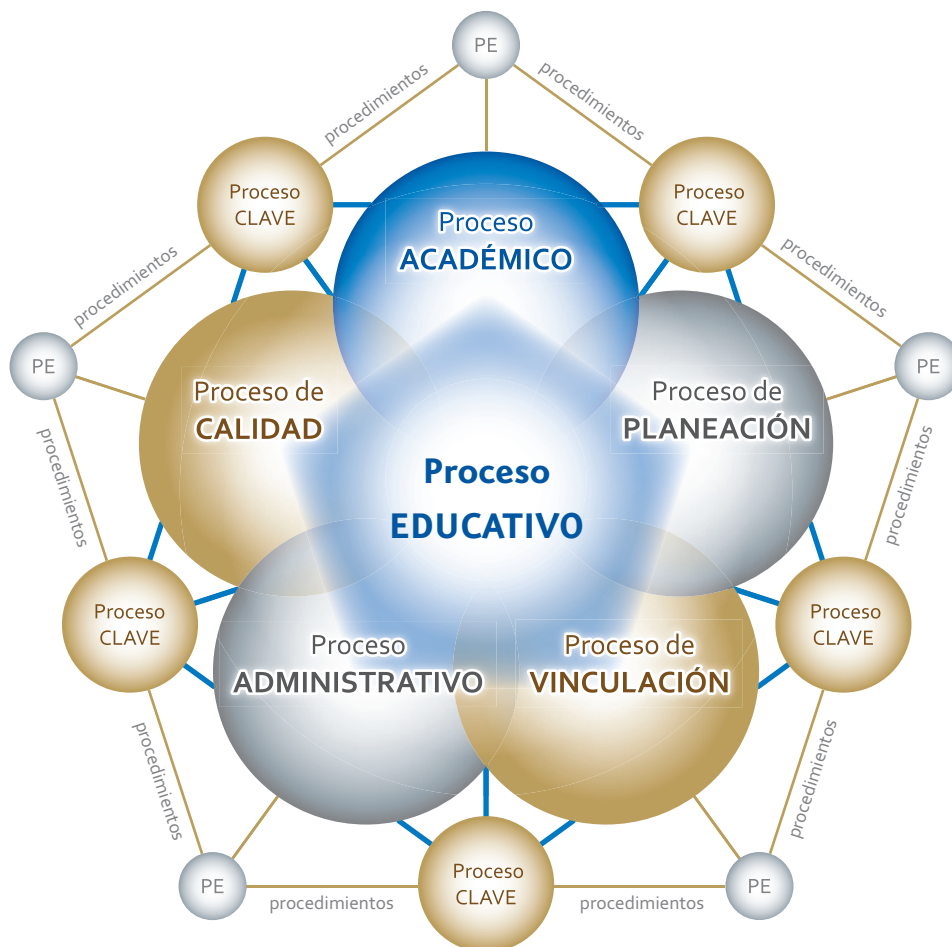 PE
procedimientos
procedimientos
Proceso
CLAVE
Proceso
CLAVE
Proceso
ACADÉMICO
procedimientos
procedimientos
PE
PE
Proceso de
CALIDAD
Proceso de
PLANEACIÓN
Proceso
EDUCATIVO
procedimientos
procedimientos
Proceso
CLAVE
Proceso
CLAVE
Proceso
ADMINISTRATIVO
Proceso de
VINCULACIÓN
procedimientos
procedimientos
PE
Proceso
CLAVE
PE
procedimientos
procedimientos